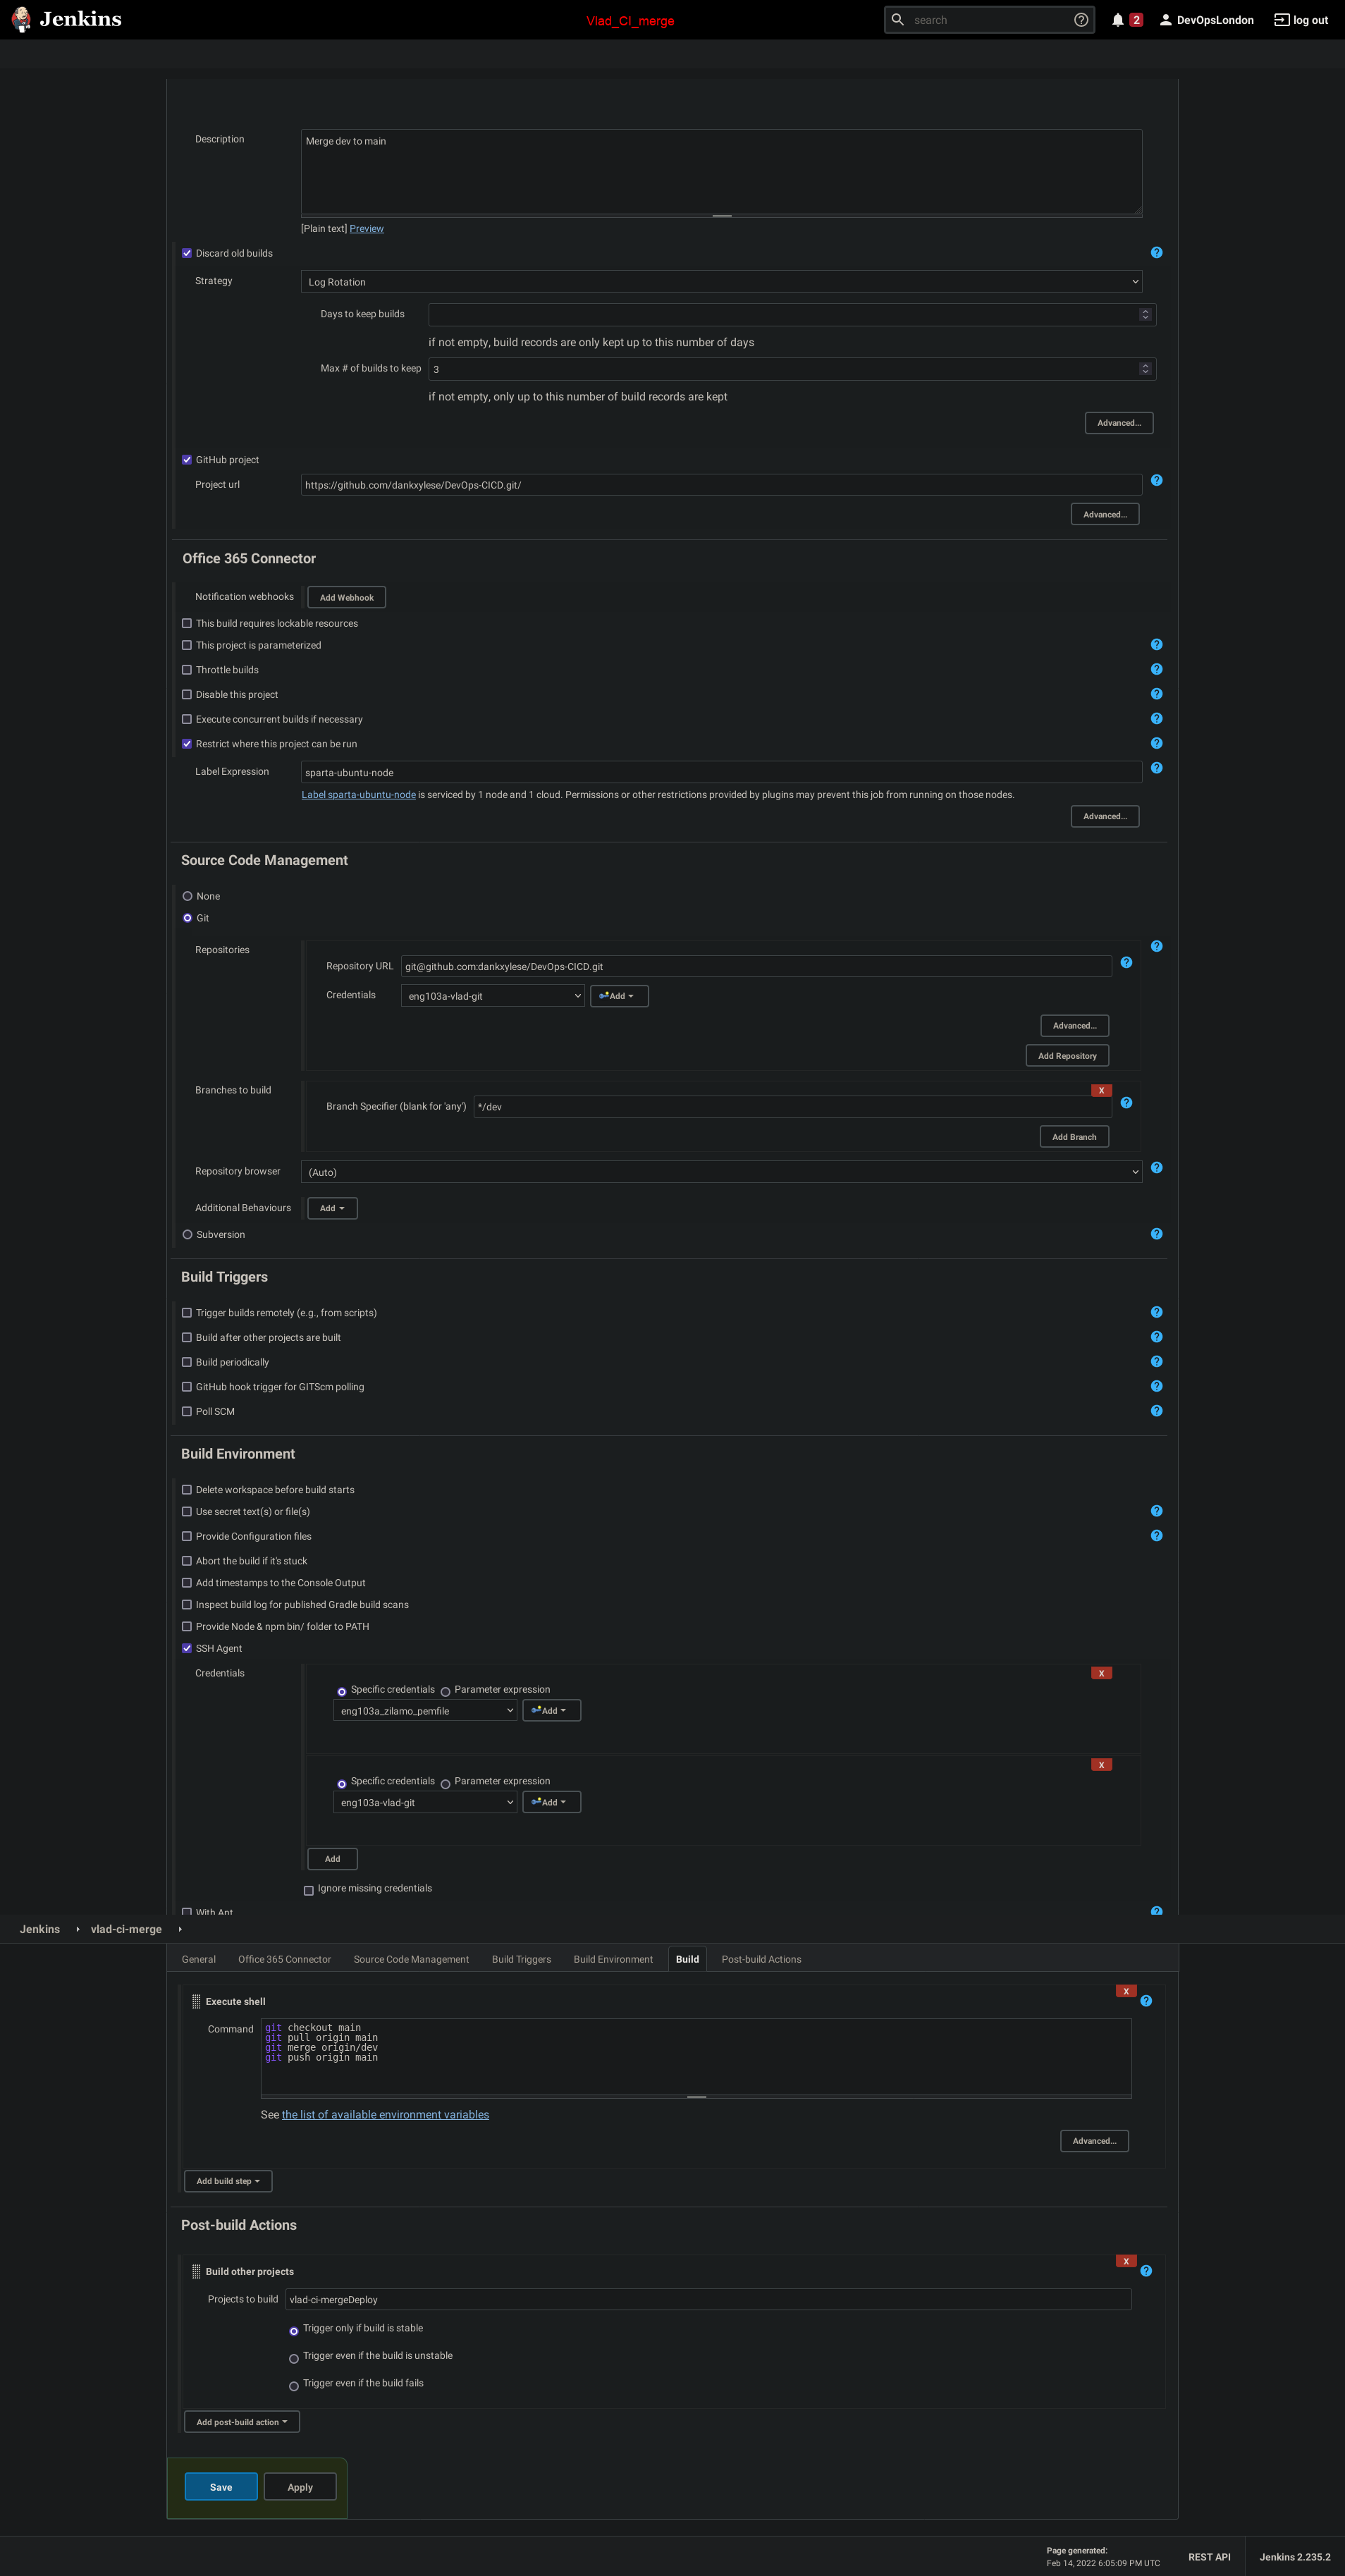 Jenkins
Vlad_CI_merge
search
2
DevOpsLondon
log out
Description
Merge dev to main
[Plain text] Preview
Discard old builds
Strategy
Log Rotation
Days to keep builds
if not empty, build records are only kept up to this number of days
Max # of builds to keep
3
if not empty, only up to this number of build records are kept
Advanced...
GitHub project
Project url
https://github.com/dankxylese/DevOps-CICD.git/
Advanced...
Office 365 Connector
Notification webhooks
Add Webhook
This build requires lockable resources
This project is parameterized
Throttle builds
Disable this project
Execute concurrent builds if necessary
Restrict where this project can be run
Label Expression
sparta-ubuntu-node
Label sparta-ubuntu-node is serviced by 1 node and 1 cloud. Permissions or other restrictions provided by plugins may prevent this job from running on those nodes.
Advanced...
Source Code Management
None
Git
Repositories
Repository URL
git@github.com:dankxylese/DevOps-CICD.git
Credentials
eng103a-vlad-git
Add
Advanced...
Add Repository
Branches to build
X
Branch Specifier (blank for 'any')
*/dev
Add Branch
Repository browser
(Auto)
Additional Behaviours
Add
Subversion
Build Triggers
Trigger builds remotely (e.g., from scripts)
Build after other projects are built
Build periodically
GitHub hook trigger for GITScm polling
Poll SCM
Build Environment
Delete workspace before build starts
Use secret text(s) or file(s)
Provide Configuration files
Abort the build if it's stuck
Add timestamps to the Console Output
Inspect build log for published Gradle build scans
Provide Node & npm bin/ folder to PATH
SSH Agent
Credentials
X
Specific credentials
Parameter expression
eng103a_zilamo_pemfile
Add
X
Specific credentials
Parameter expression
eng103a-vlad-git
Add
Add
Ignore missing credentials
With Ant
Jenkins
vlad-ci-merge
General
Office 365 Connector
Source Code Management
Build Triggers
Build Environment
Build
Post-build Actions
X
Execute shell
Command
git checkout main
git pull origin main
git merge origin/dev
git push origin main
See the list of available environment variables
Advanced...
Add build step
Post-build Actions
X
Build other projects
Projects to build
vlad-ci-mergeDeploy
Trigger only if build is stable
Trigger even if the build is unstable
Trigger even if the build fails
Add post-build action
Save
Apply
Page generated:
Feb 14, 2022 6:05:09 PM UTC
REST API
Jenkins 2.235.2